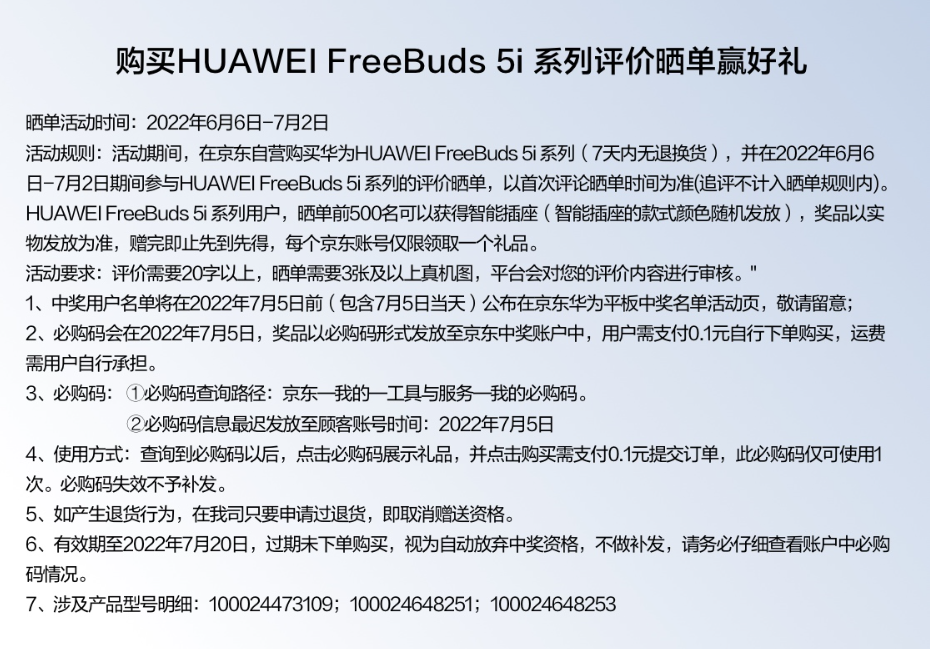 购买HUAWEI FreeBuds 5i 系列评价晒单赢好礼
晒单活动时间：2022年6月6日-7月2日
活动规则：活动期间，在京东自营购买华为HUAWEI FreeBuds 5i 系列（7天内无退换货），并在2022年6月6
日-7月2日期间参与HUAWEI FreeBuds 5i 系列的评价晒单，以首次评论晒单时间为准(追评不计入晒单规则内)。
HUAWEI FreeBuds 5i 系列用户，晒单前500名可以获得智能插座（智能插座的款式颜色随机发放），奖品以实
物发放为准，赠完即止先到先得，每个京东账号仅限领取一个礼品。
活动要求：评价需要20字以上，晒单需要3张及以上真机图，平台会对您的评价内容进行审核。"
1、中奖用户名单将在2022年7月5日前（包含7月5日当天）公布在京东华为平板中奖名单活动页，敬请留意；
2、必购码会在2022年7月5日，奖品以必购码形式发放至京东中奖账户中，用户需支付0.1元自行下单购买，运费
需用户自行承担。
3、必购码： ①必购码查询路径：京东—我的—工具与服务—我的必购码。
②必购码信息最迟发放至顾客账号时间：2022年7月5日
4、使用方式：查询到必购码以后，点击必购码展示礼品，并点击购买需支付0.1元提交订单，此必购码仅可使用1
次。必购码失效不予补发。
5、如产生退货行为，在我司只要申请过退货，即取消赠送资格。
6、有效期至2022年7月20日，过期未下单购买，视为自动放弃中奖资格，不做补发，请务必仔细查看账户中必购
码情况。
7、涉及产品型号明细：100024473109；100024648251；100024648253